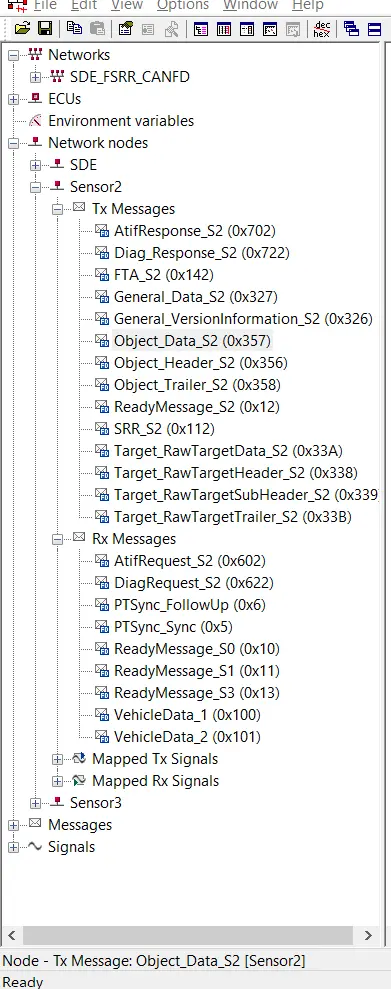 File Edit View Options Window Help
dec
hex
Networks
SDE_FSRR_CANFD
ECUs
Environment variables
Network nodes
SDE
Sensor2
Tx Messages
AtifResponse_S2 (0x702)
Diag_Response_S2 (0x722)
FTA_S2 (0x142)
General_Data_S2 (0x327)
General_VersionInformation_S2 (0x326)
Object_Data_S2 (0x357)
Object_Header_S2 (0x356)
Object_Trailer_S2 (0x358)
ReadyMessage_S2 (0x12)
SRR_S2 (0x112)
Target_RawTargetData_S2 (0x33A)
Target_RawTargetHeader_S2 (0x338)
Target_RawTargetSubHeader_S2 (0x339
Target_RawTargetTrailer_S2 (0x33B)
Rx Messages
AtifRequest_S2 (0x602)
DiagRequest_S2 (0x622)
PTSync_FollowUp (0x6)
PTSync_Sync (0x5)
ReadyMessage_S0 (0x10)
ReadyMessage_S1 (0x11)
ReadyMessage_S3 (0x13)
VehicleData_1 (0x100)
VehicleData_2 (0x101)
Mapped Tx Signals
Mapped Rx Signals
Sensor3
Messages
Signals
Node - Tx Message: Object_Data_S2 [Sensor2]
Ready